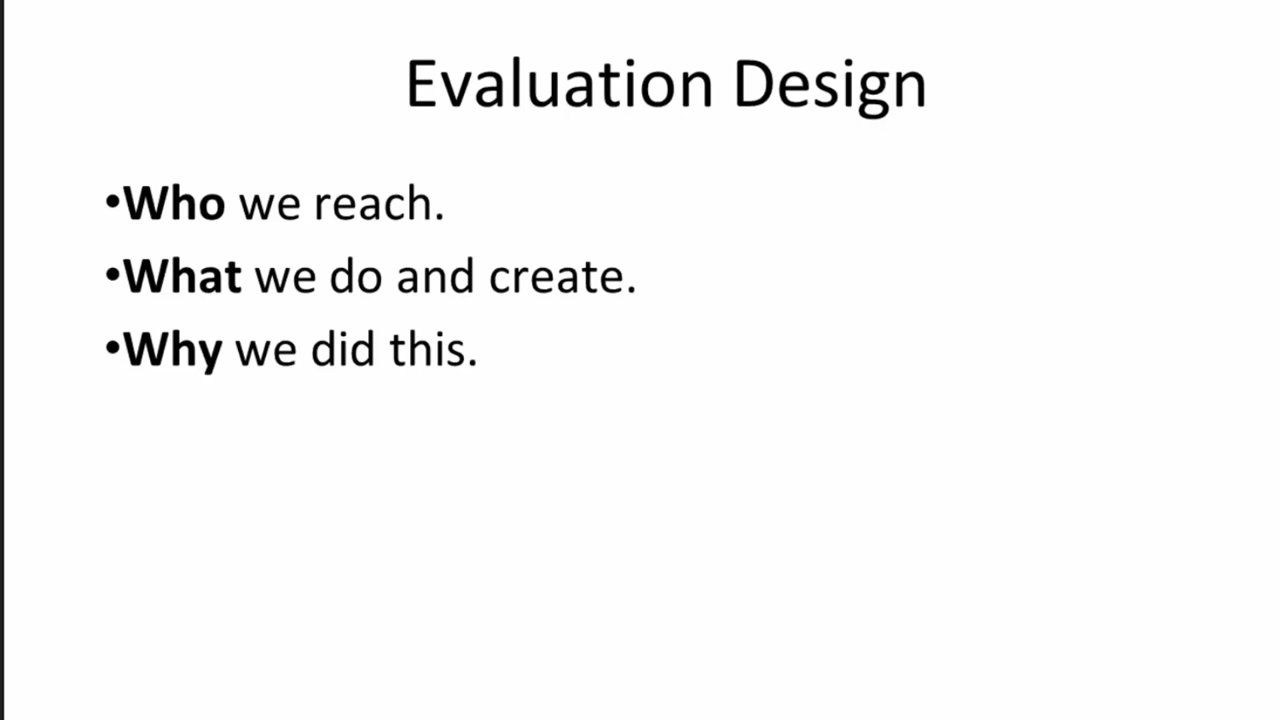 Evaluation Design
•Who we reach.
•What we do and create.
•Why we did this.